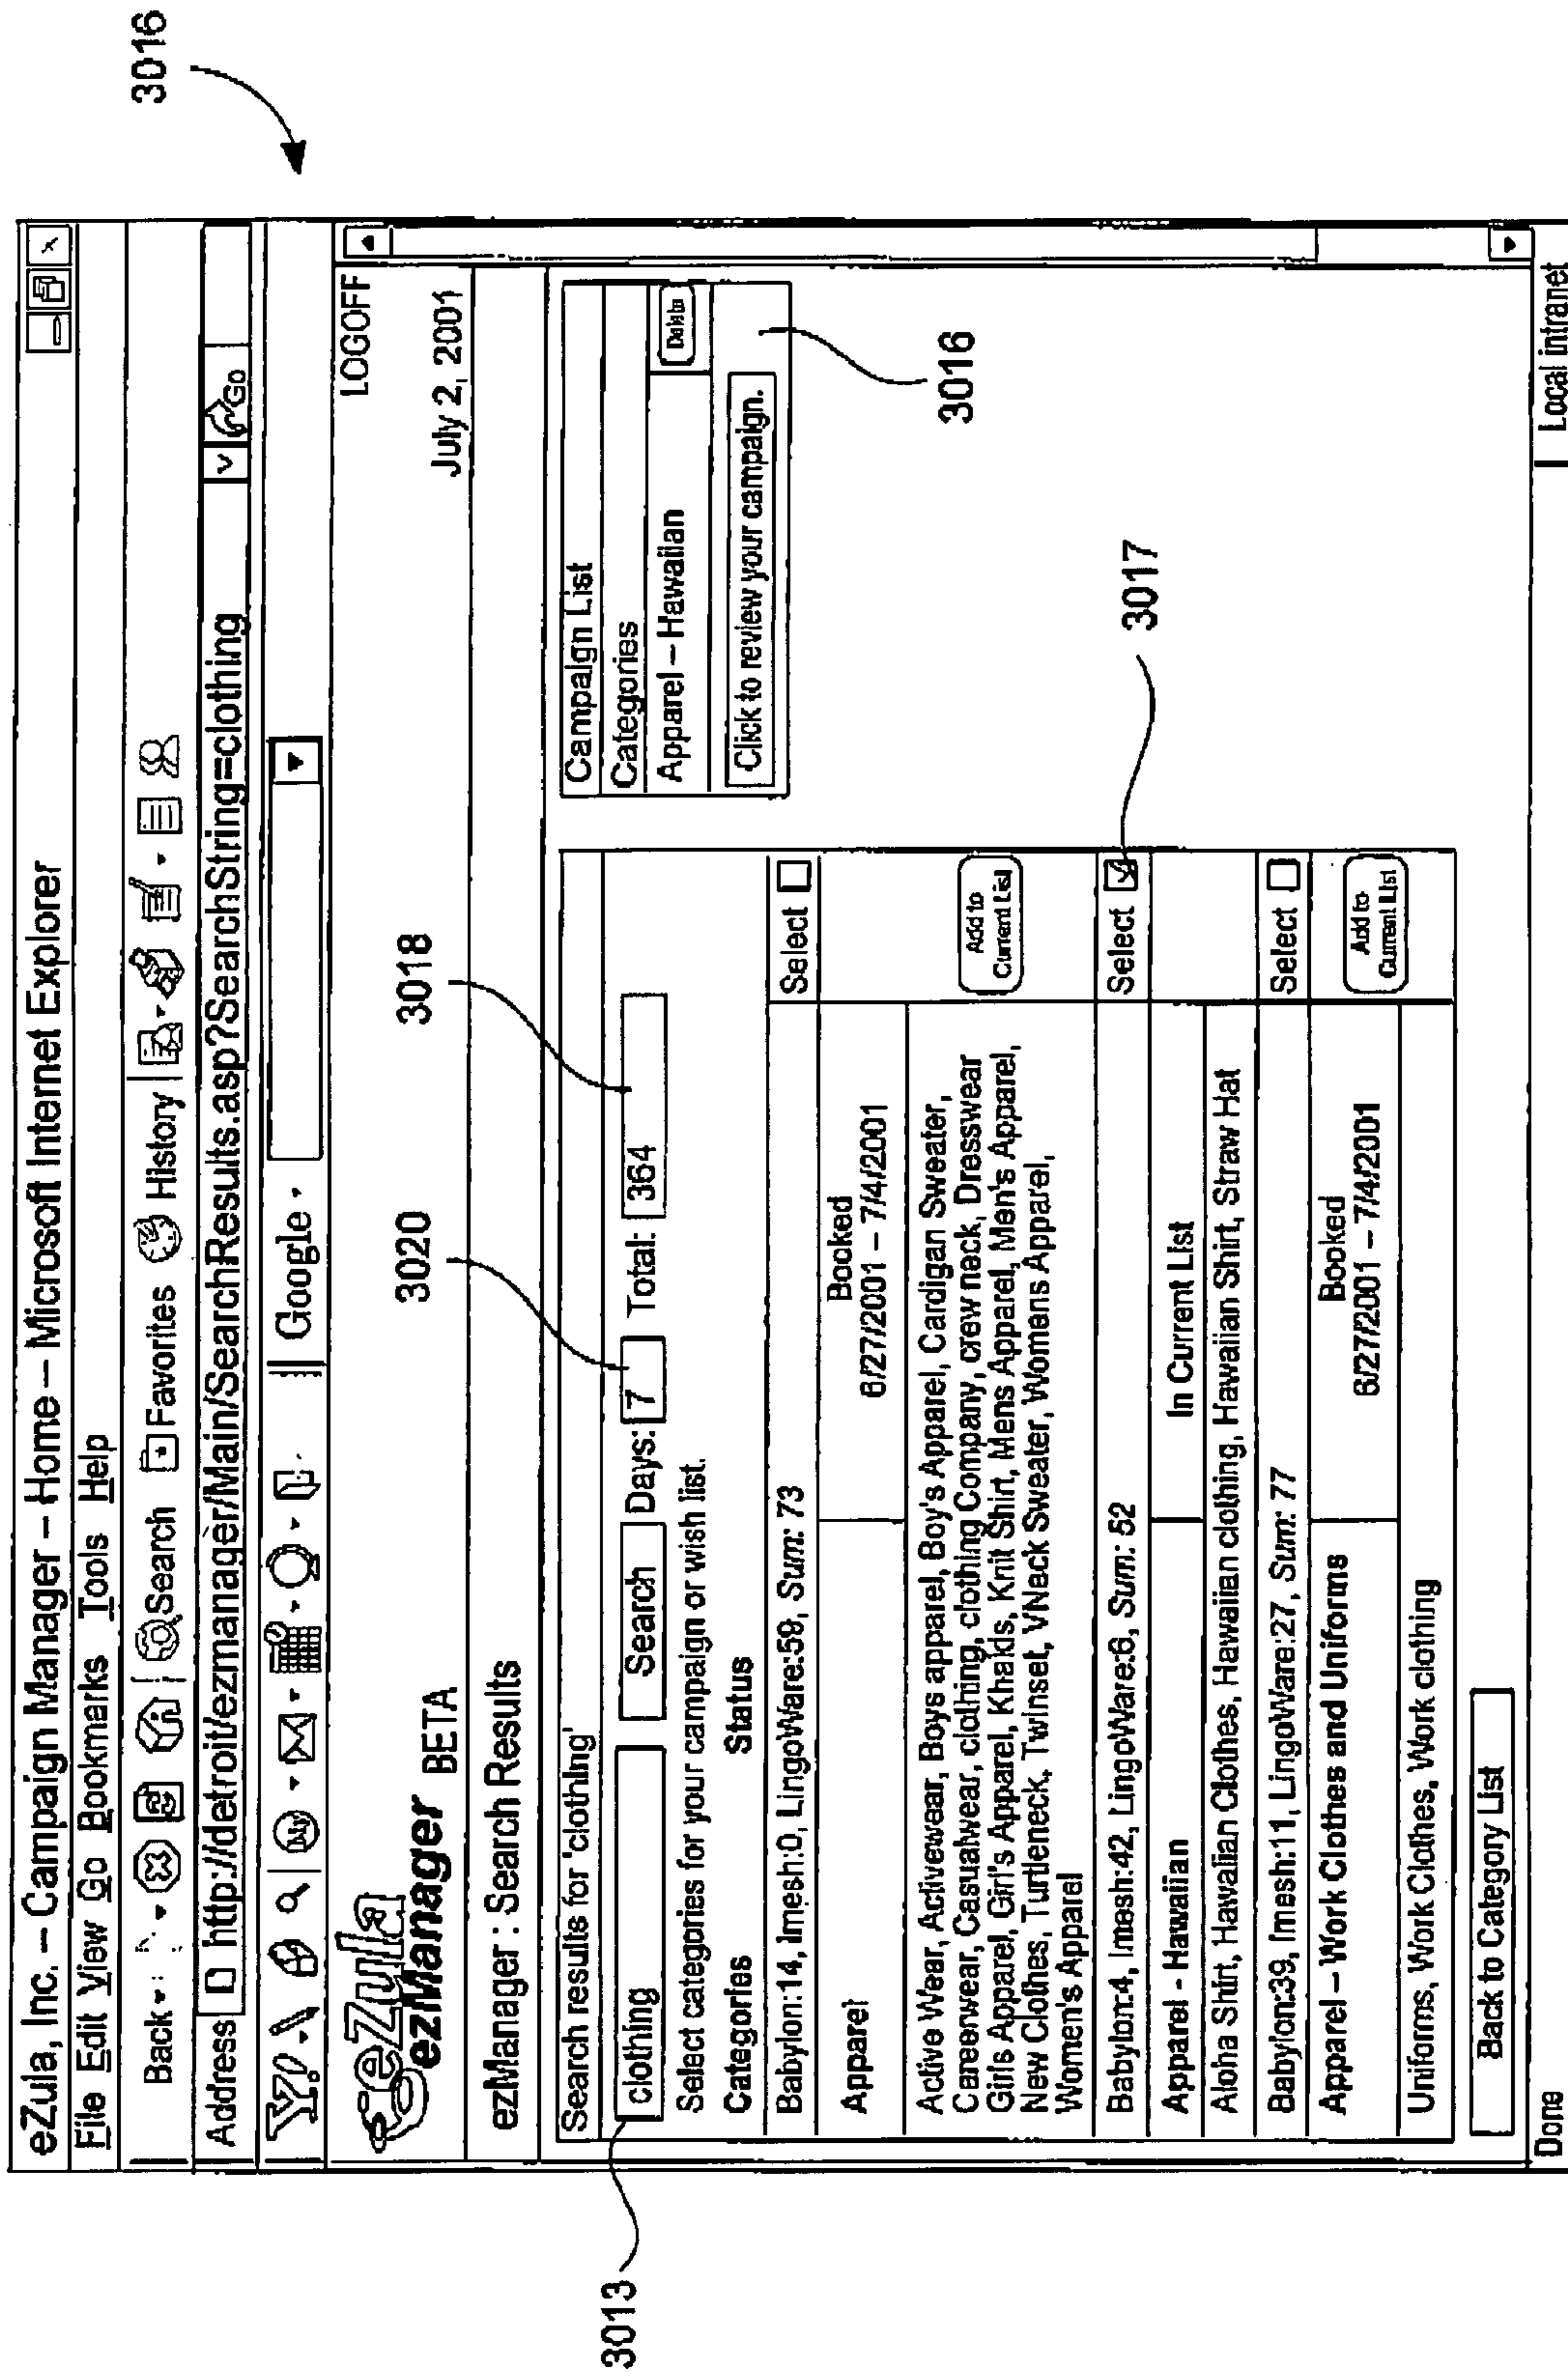 3016
eZula, Inc. – Campaign Manager – Home – Microsoft Internet Explorer
File Edit View Go Bookmarks Tools Help
Back Search Favorites History
Address http://detroit/ezmanager/Main/SearchResults.asp?SearchString=clothing Go
Y! Ny Google
eZula
ezManager BETA
LOGOFF
July 2, 2001
3020
3018
ezManager : Search Results
Search results for 'clothing'
3013
clothing Search Days: 7 Total: 364
Select categories for your campaign or wish list.
Categories Status
Babylon:14, Imesh:0, LingoWare:59, Sum: 73 Select
Apparel Booked
6/27/2001 – 7/4/2001
Active Wear, Activewear, Boys apparel, Boy's Apparel, Cardigan Sweater,
Careerwear, Casualwear, clothing, clothing Company, crew neck, Dresswear
Girls Apparel, Girl's Apparel, Khakis, Knit Shirt, Mens Apparel, Men's Apparel,
New Clothes, Turtleneck, Twinset, VNeck Sweater, Womens Apparel,
Women's Apparel
Add to
Current List
Babylon:4, Imesh:42, LingoWare:6, Sum: 52 Select
3017
Apparel - Hawaiian In Current List
Aloha Shirt, Hawaiian Clothes, Hawaiian clothing, Hawaiian Shirt, Straw Hat
Babylon:39, Imesh:11, LingoWare:27, Sum: 77 Select
Apparel – Work Clothes and Uniforms Booked
6/27/2001 – 7/4/2001
Add to
Current List
Uniforms, Work Clothes, Work clothing
Back to Category List
Campaign List
Categories
Apparel – Hawaiian Delete
Click to review your campaign.
3016
Done Local intranet